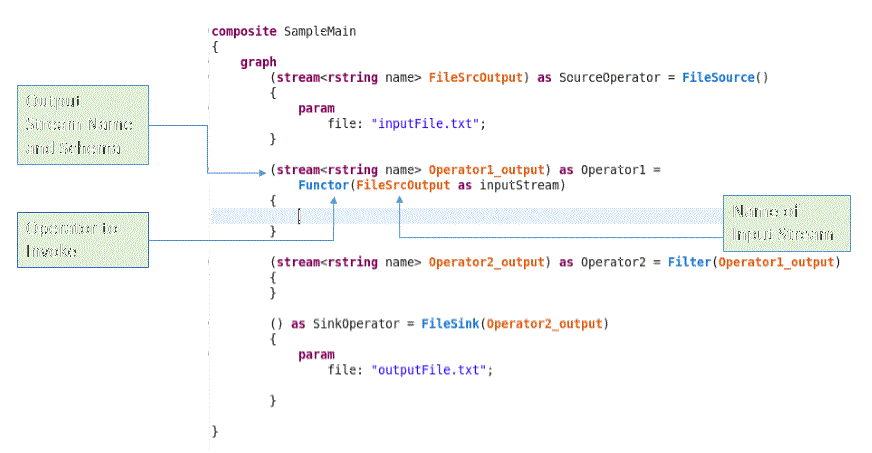 composite SampleMain
{
graph
(stream<rstring name> FileSrcOutput) as SourceOperator = FileSource()
{
param
file: "inputFile.txt";
}
(stream<rstring name> Operator1_output) as Operator1 =
Functor(FileSrcOutput as inputStream)
{
}
(stream<rstring name> Operator2_output) as Operator2 = Filter(Operator1_output)
{
}
() as SinkOperator = FileSink(Operator2_output)
{
param
file: "outputFile.txt";
}
}
Output
Stream Name
and Schema
Operator to
Invoke
Name of
Input Stream